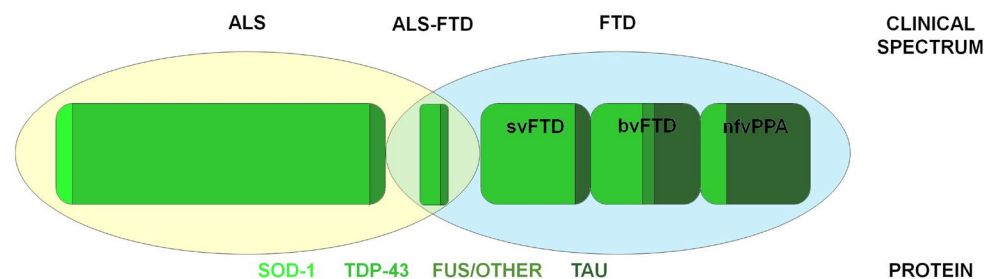 ALS
ALS-FTD
FTD
CLINICAL
SPECTRUM
svFTD
bvFTD
nfvPPA
SOD-1
TDP-43
FUS/OTHER
TAU
PROTEIN